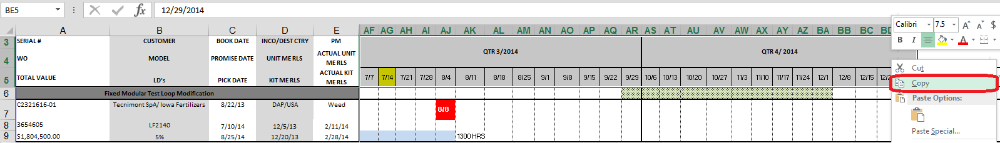 BE5 fx 12/29/2014
A B C D E AF AG AH AI AJ AK AL AM AN AO AP AQ AR AS AT AU AV AW AX AY AZ BA BB BC BD
Calibri 7.5 A A $
B I A
3 SERIAL # CUSTOMER BOOK DATE INCO/DEST CTRY PM
QTR 3/2014 QTR 4/ 2014
4 WO MODEL PROMISE DATE UNIT ME RLS ACTUAL UNIT ME RLS
5 TOTAL VALUE LD's PICK DATE KIT ME RLS ACTUAL KIT ME RLS
7/7 7/14 7/21 7/28 8/4 8/11 8/18 8/25 9/1 9/8 9/15 9/22 9/29 10/6 10/13 10/20 10/27 11/3 11/10 11/17 11/24 12/1 12/8 12/15
6 Fixed Modular Test Loop Modification
7 C2321616-01 Tecnimont SpA/ Iowa Fertilizers 8/22/13 DAP/USA Weed 8/8
8 3654605 LF2140 7/10/14 12/5/13 2/11/14
9 $1,804,500.00 5% 8/25/14 12/20/13 2/28/14 1300 HRS
Cut
Copy
Paste Options:
Paste Special...